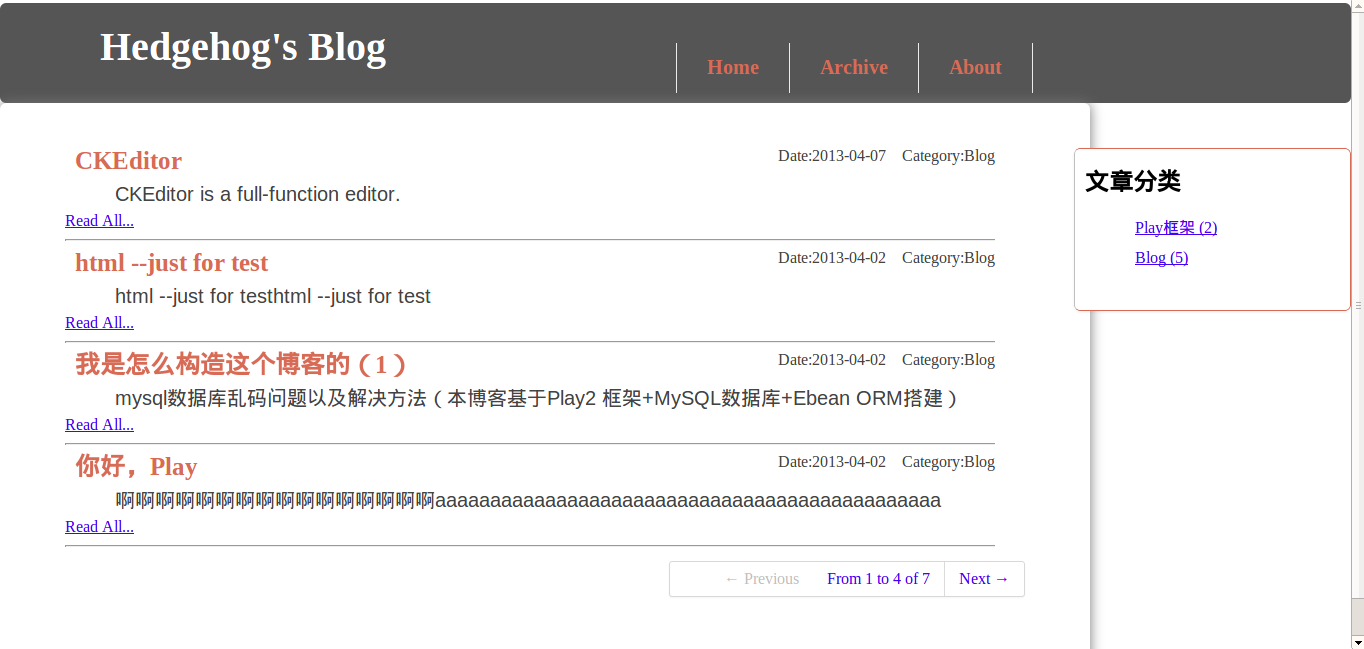 Hedgehog's Blog
Home Archive About
CKEditor Date:2013-04-07 Category:Blog
CKEditor is a full-function editor.
Read All...
html --just for test Date:2013-04-02 Category:Blog
html --just for testhtml --just for test
Read All...
我是怎么构造这个博客的（1） Date:2013-04-02 Category:Blog
mysql数据库乱码问题以及解决方法（本博客基于Play2 框架+MySQL数据库+Ebean ORM搭建）
Read All...
你好，Play Date:2013-04-02 Category:Blog
啊啊啊啊啊啊啊啊啊啊啊啊啊啊啊啊aaaaaaaaaaaaaaaaaaaaaaaaaaaaaaaaaaaaaaaaaaaaaa
Read All...
← Previous From 1 to 4 of 7 Next →
文章分类
Play框架 (2)
Blog (5)